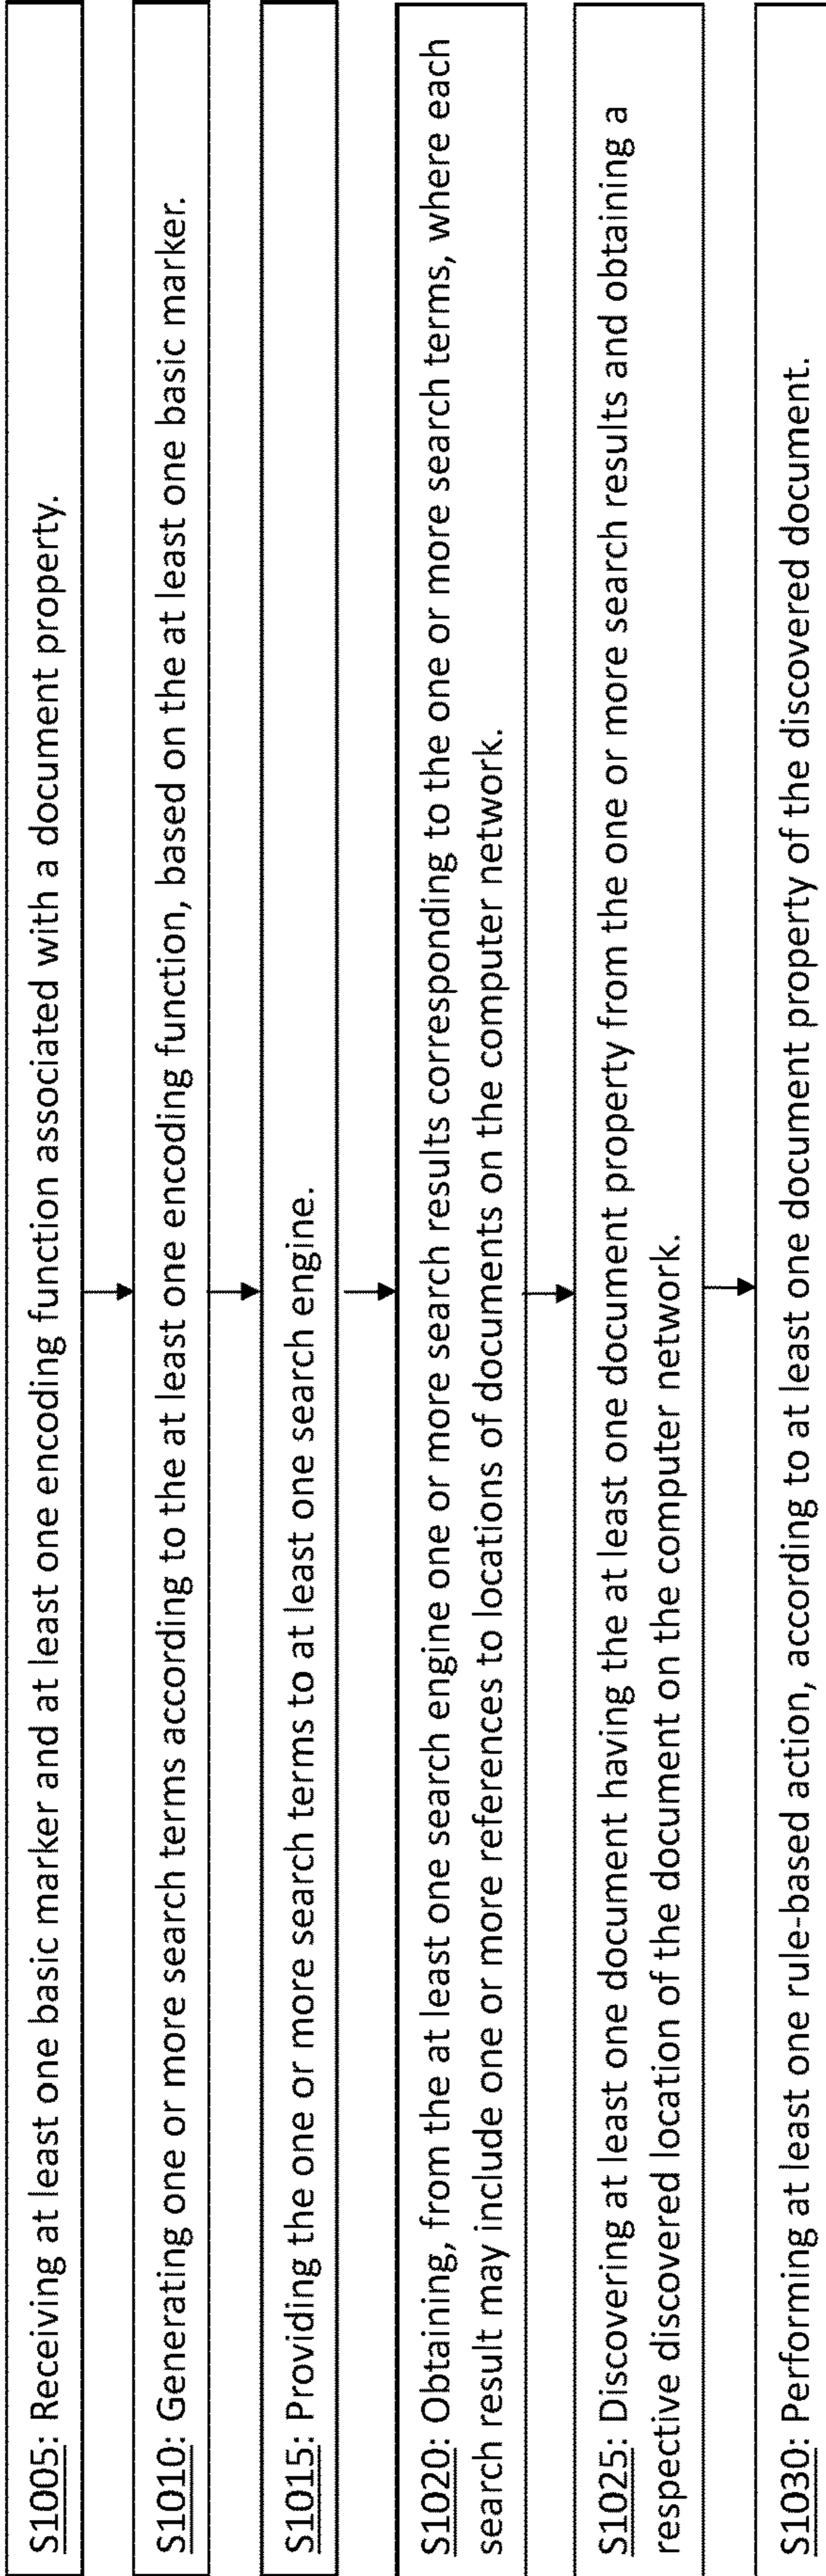 S1005: Receiving at least one basic marker and at least one encoding function associated with a document property.
S1010: Generating one or more search terms according to the at least one encoding function, based on the at least one basic marker.
S1015: Providing the one or more search terms to at least one search engine.
S1020: Obtaining, from the at least one search engine one or more search results corresponding to the one or more search terms, where each
search result may include one or more references to locations of documents on the computer network.
S1025: Discovering at least one document having the at least one document property from the one or more search results and obtaining a
respective discovered location of the document on the computer network.
S1030: Performing at least one rule-based action, according to at least one document property of the discovered document.